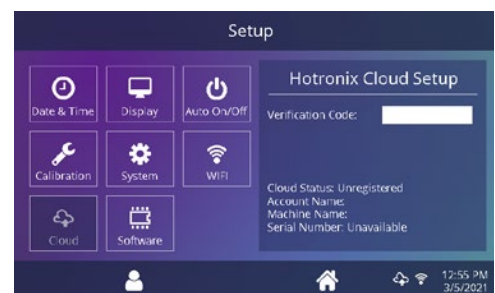 Setup
Date & Time
Display
Auto On/Off
Calibration
System
WIFI
Cloud
Software
Hotronix Cloud Setup
Verification Code:
Cloud Status: Unregistered
Account Name:
Machine Name:
Serial Number: Unavailable
12:55 PM
3/5/2021